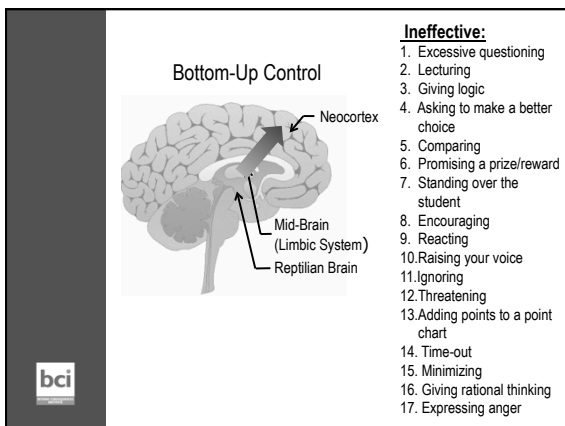 Bottom-Up Control
Neocortex
Mid-Brain
(Limbic System)
Reptilian Brain
bci
Ineffective:
1. Excessive questioning
2. Lecturing
3. Giving logic
4. Asking to make a better
choice
5. Comparing
6. Promising a prize/reward
7. Standing over the
student
8. Encouraging
9. Reacting
10.Raising your voice
11.Ignoring
12.Threatening
13.Adding points to a point
chart
14. Time-out
15. Minimizing
16. Giving rational thinking
17. Expressing anger